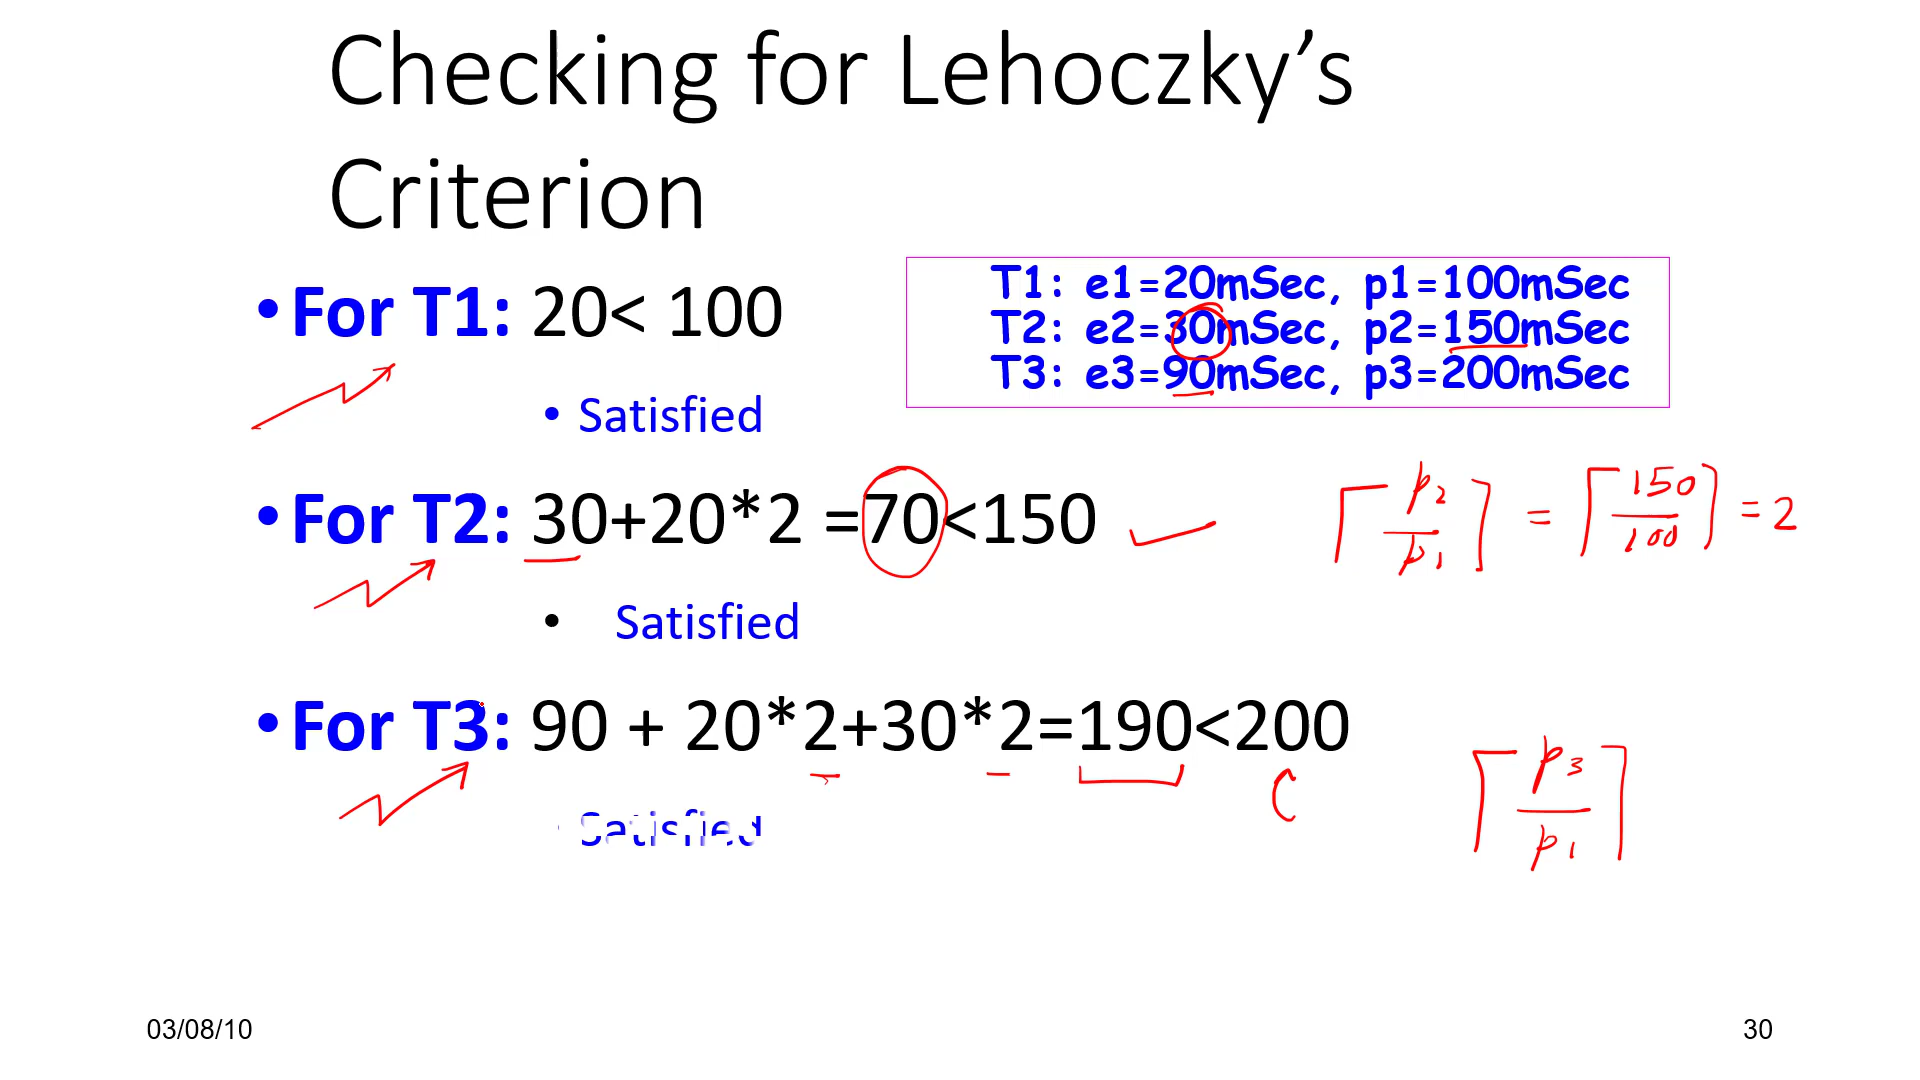 Checking for Lehoczky’s
Criterion
•For T1: 20< 100
• Satisfied
T1: e1=20mSec, p1=100mSec
T2: e2=30mSec, p2=150mSec
T3: e3=90mSec, p3=200mSec
•For T2: 30+20*2 =70<150
⌈p2/p1⌉ = ⌈150/100⌉ = 2
• Satisfied
•For T3: 90 + 20*2+30*2=190<200
⌈p3/p1⌉
• Satisfied
03/08/10
30